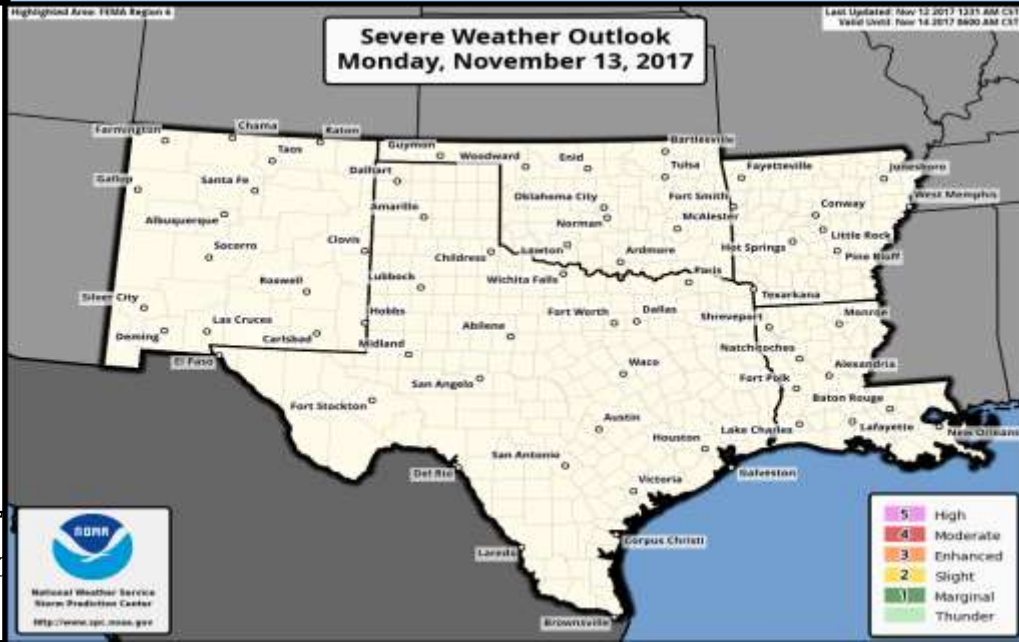 Highlighted Area: FEMA Region 6
Last Updated: Nov 12 2017 1231 AM CST
Valid Until: Nov 14 2017 0600 AM CST
Severe Weather Outlook
Monday, November 13, 2017
Farmington
Chama
Raton
Taos
Guymon
Woodward
Enid
Bartlesville
Tulsa
Fayetteville
Jonesboro
Gallup
Santa Fe
Dalhart
Oklahoma City
Fort Smith
West Memphis
Albuquerque
Amarillo
Norman
McAlester
Conway
Little Rock
Socorro
Clovis
Childress
Lawton
Ardmore
Hot Springs
Pine Bluff
Roswell
Lubbock
Wichita Falls
Paris
Texarkana
Silver City
Las Cruces
Hobbs
Abilene
Fort Worth
Dallas
Shreveport
Monroe
Deming
Carlsbad
Midland
Natchitoches
El Paso
San Angelo
Waco
Fort Polk
Alexandria
Fort Stockton
Baton Rouge
Austin
Houston
Lake Charles
Lafayette
New Orleans
Del Rio
San Antonio
Galveston
Victoria
Laredo
Corpus Christi
Brownsville
NOAA
National Weather Service
Storm Prediction Center
http://www.spc.noaa.gov
5 High
4 Moderate
3 Enhanced
2 Slight
1 Marginal
Thunder